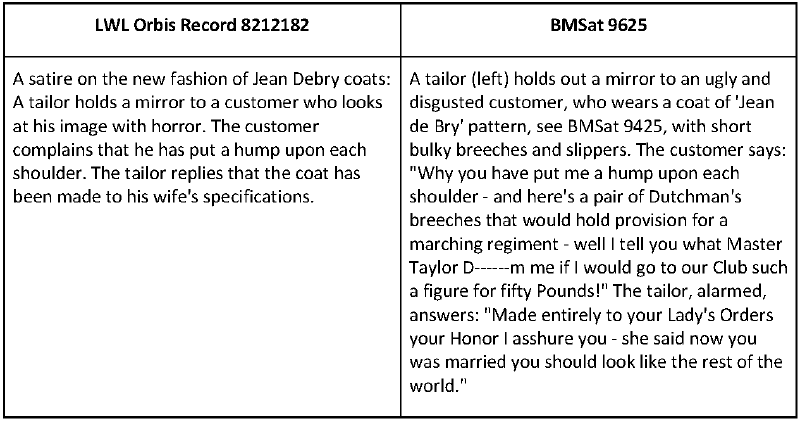 LWL Orbis Record 8212182
BMSat 9625
A satire on the new fashion of Jean Debry coats:
A tailor holds a mirror to a customer who looks
at his image with horror. The customer
complains that he has put a hump upon each
shoulder. The tailor replies that the coat has
been made to his wife's specifications.
A tailor (left) holds out a mirror to an ugly and
disgusted customer, who wears a coat of 'Jean
de Bry' pattern, see BMSat 9425, with short
bulky breeches and slippers. The customer says:
"Why you have put me a hump upon each
shoulder - and here's a pair of Dutchman's
breeches that would hold provision for a
marching regiment - well I tell you what Master
Taylor D------m me if I would go to our Club such
a figure for fifty Pounds!" The tailor, alarmed,
answers: "Made entirely to your Lady's Orders
your Honor I asshure you - she said now you
was married you should look like the rest of the
world."